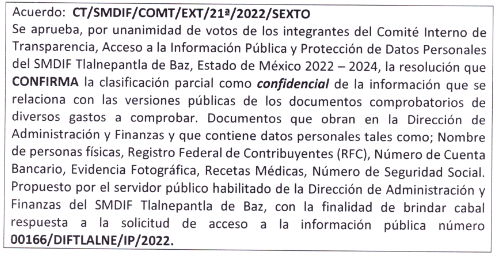 Acuerdo: CT/SMDIF/COMT/EXT/21ª/2022/SEXTO
Se aprueba, por unanimidad de votos de los integrantes del Comité Interno de
Transparencia, Acceso a la Información Pública y Protección de Datos Personales
del SMDIF Tlalnepantla de Baz, Estado de México 2022 – 2024, la resolución que
CONFIRMA la clasificación parcial como confidencial de la información que se
relaciona con las versiones públicas de los documentos comprobatorios de
diversos gastos a comprobar. Documentos que obran en la Dirección de
Administración y Finanzas y que contiene datos personales tales como; Nombre
de personas físicas, Registro Federal de Contribuyentes (RFC), Número de Cuenta
Bancario, Evidencia Fotográfica, Recetas Médicas, Número de Seguridad Social.
Propuesto por el servidor público habilitado de la Dirección de Administración y
Finanzas del SMDIF Tlalnepantla de Baz, con la finalidad de brindar cabal
respuesta a la solicitud de acceso a la información pública número
00166/DIFTLALNE/IP/2022.